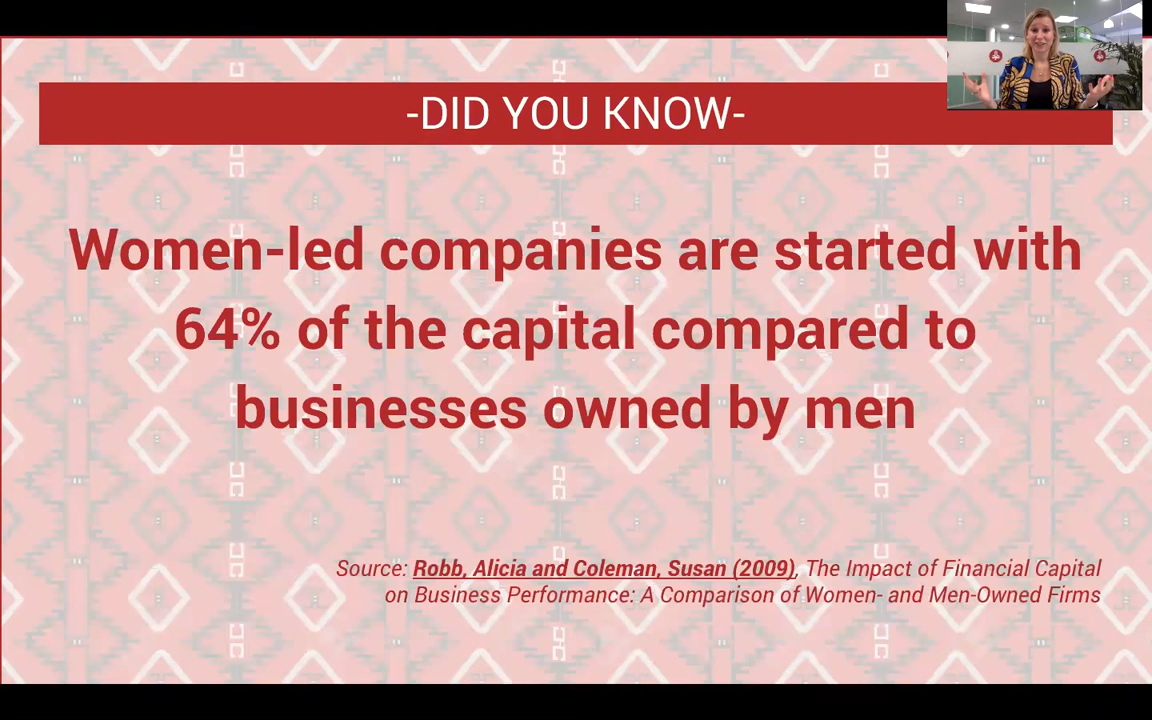 -DID YOU KNOW-
Women-led companies are started with
64% of the capital compared to
businesses owned by men
Source: Robb, Alicia and Coleman, Susan (2009), The Impact of Financial Capital
on Business Performance: A Comparison of Women- and Men-Owned Firms